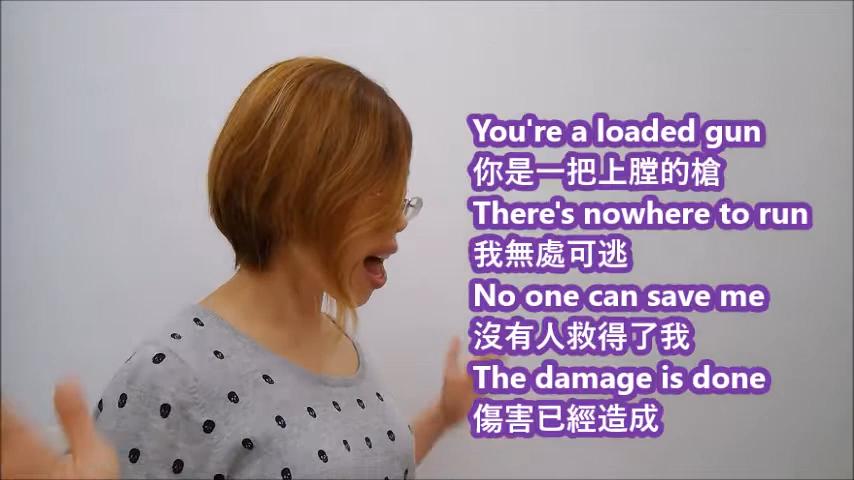 You're a loaded gun
你是一把上膛的槍
There's nowhere to run
我無處可逃
No one can save me
沒有人救得了我
The damage is done
傷害已經造成